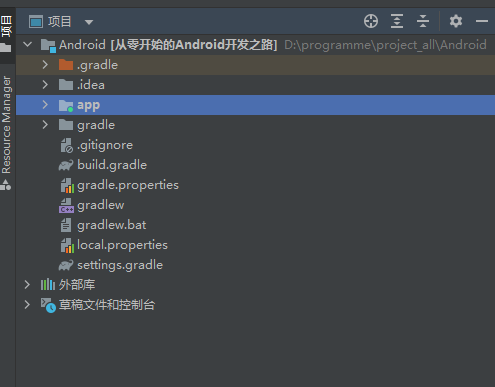 项目
项目
Resource Manager
Android [从零开始的Android开发之路] D:\programme\project_all\Android
.gradle
.idea
app
gradle
.gitignore
build.gradle
gradle.properties
gradlew
C++
gradlew.bat
local.properties
settings.gradle
外部库
草稿文件和控制台